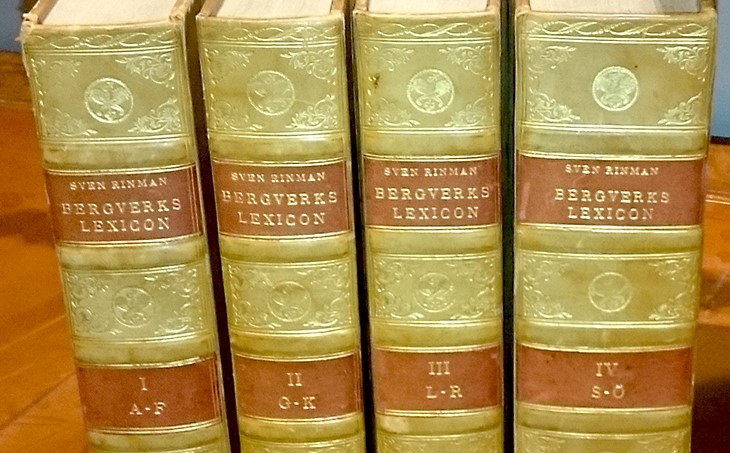 SVEN RINMAN
BERGVERKS
LEXICON
I
A-F
SVEN RINMAN
BERGVERKS
LEXICON
II
G-K
SVEN RINMAN
BERGVERKS
LEXICON
III
L-R
SVEN RINMAN
BERGVERKS
LEXICON
IV
S-Ö